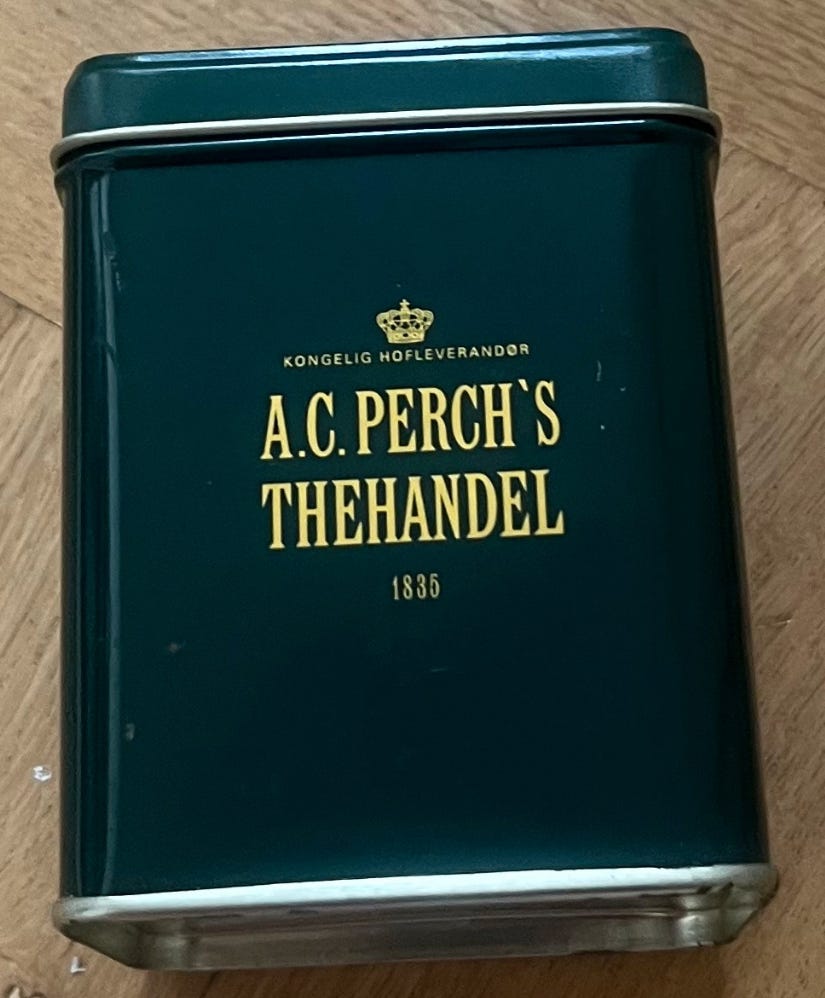 KONGELIG HOFLEVERANDØR
A.C. PERCH`S
THEHANDEL
1835